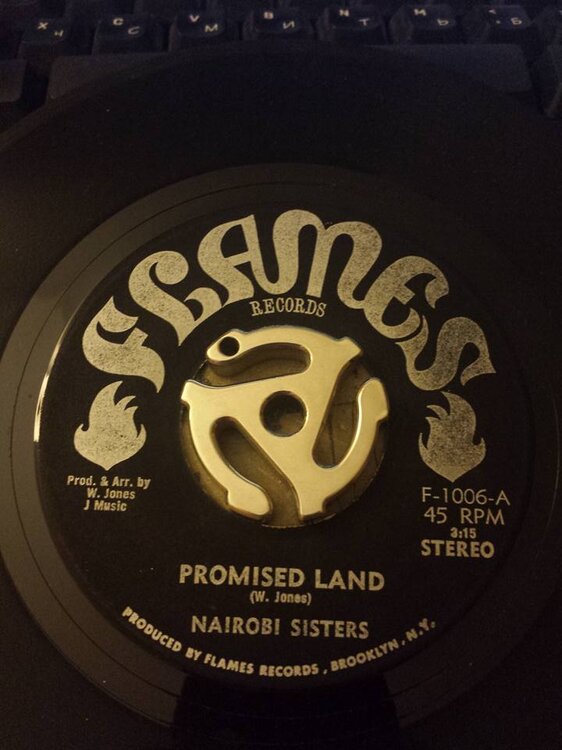 Х Ч
B И
N Т
M Ь
Б
FLAMES
RECORDS
Prod. & Arr. by
W. Jones
J Music
F-1006-A
45 RPM
3:15
STEREO
PROMISED LAND
(W. Jones)
NAIROBI SISTERS
PRODUCED BY FLAMES RECORDS, BROOKLYN, N.Y.